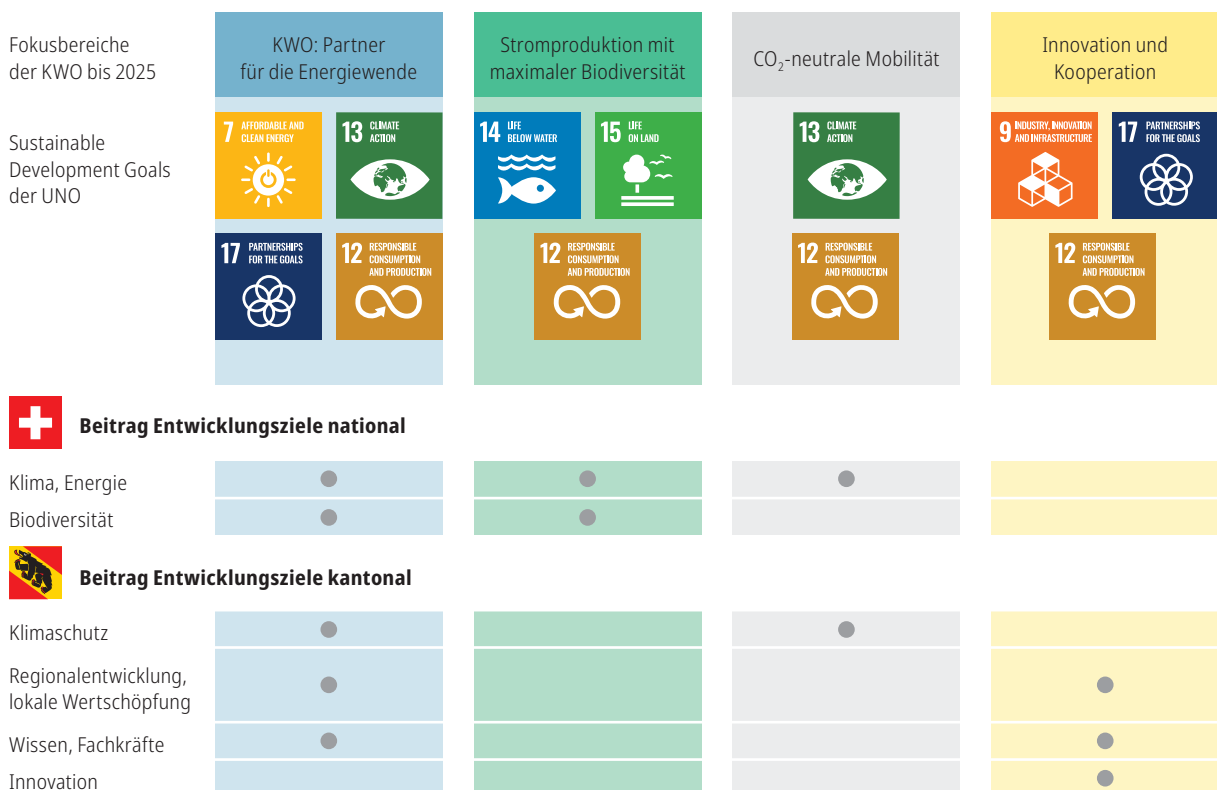 Fokusbereiche
der KWO bis 2025
KWO: Partner
für die Energiewende
Stromproduktion mit
maximaler Biodiversität
CO₂-neutrale Mobilität
Innovation und
Kooperation
Sustainable
Development Goals
der UNO
7 AFFORDABLE AND
CLEAN ENERGY
13 CLIMATE
ACTION
17 PARTNERSHIPS
FOR THE GOALS
12 RESPONSIBLE
CONSUMPTION
AND PRODUCTION
14 LIFE
BELOW WATER
15 LIFE
ON LAND
12 RESPONSIBLE
CONSUMPTION
AND PRODUCTION
13 CLIMATE
ACTION
12 RESPONSIBLE
CONSUMPTION
AND PRODUCTION
9 INDUSTRY, INNOVATION
AND INFRASTRUCTURE
17 PARTNERSHIPS
FOR THE GOALS
12 RESPONSIBLE
CONSUMPTION
AND PRODUCTION
Beitrag Entwicklungsziele national
Klima, Energie
Biodiversität
Beitrag Entwicklungsziele kantonal
Klimaschutz
Regionalentwicklung,
lokale Wertschöpfung
Wissen, Fachkräfte
Innovation